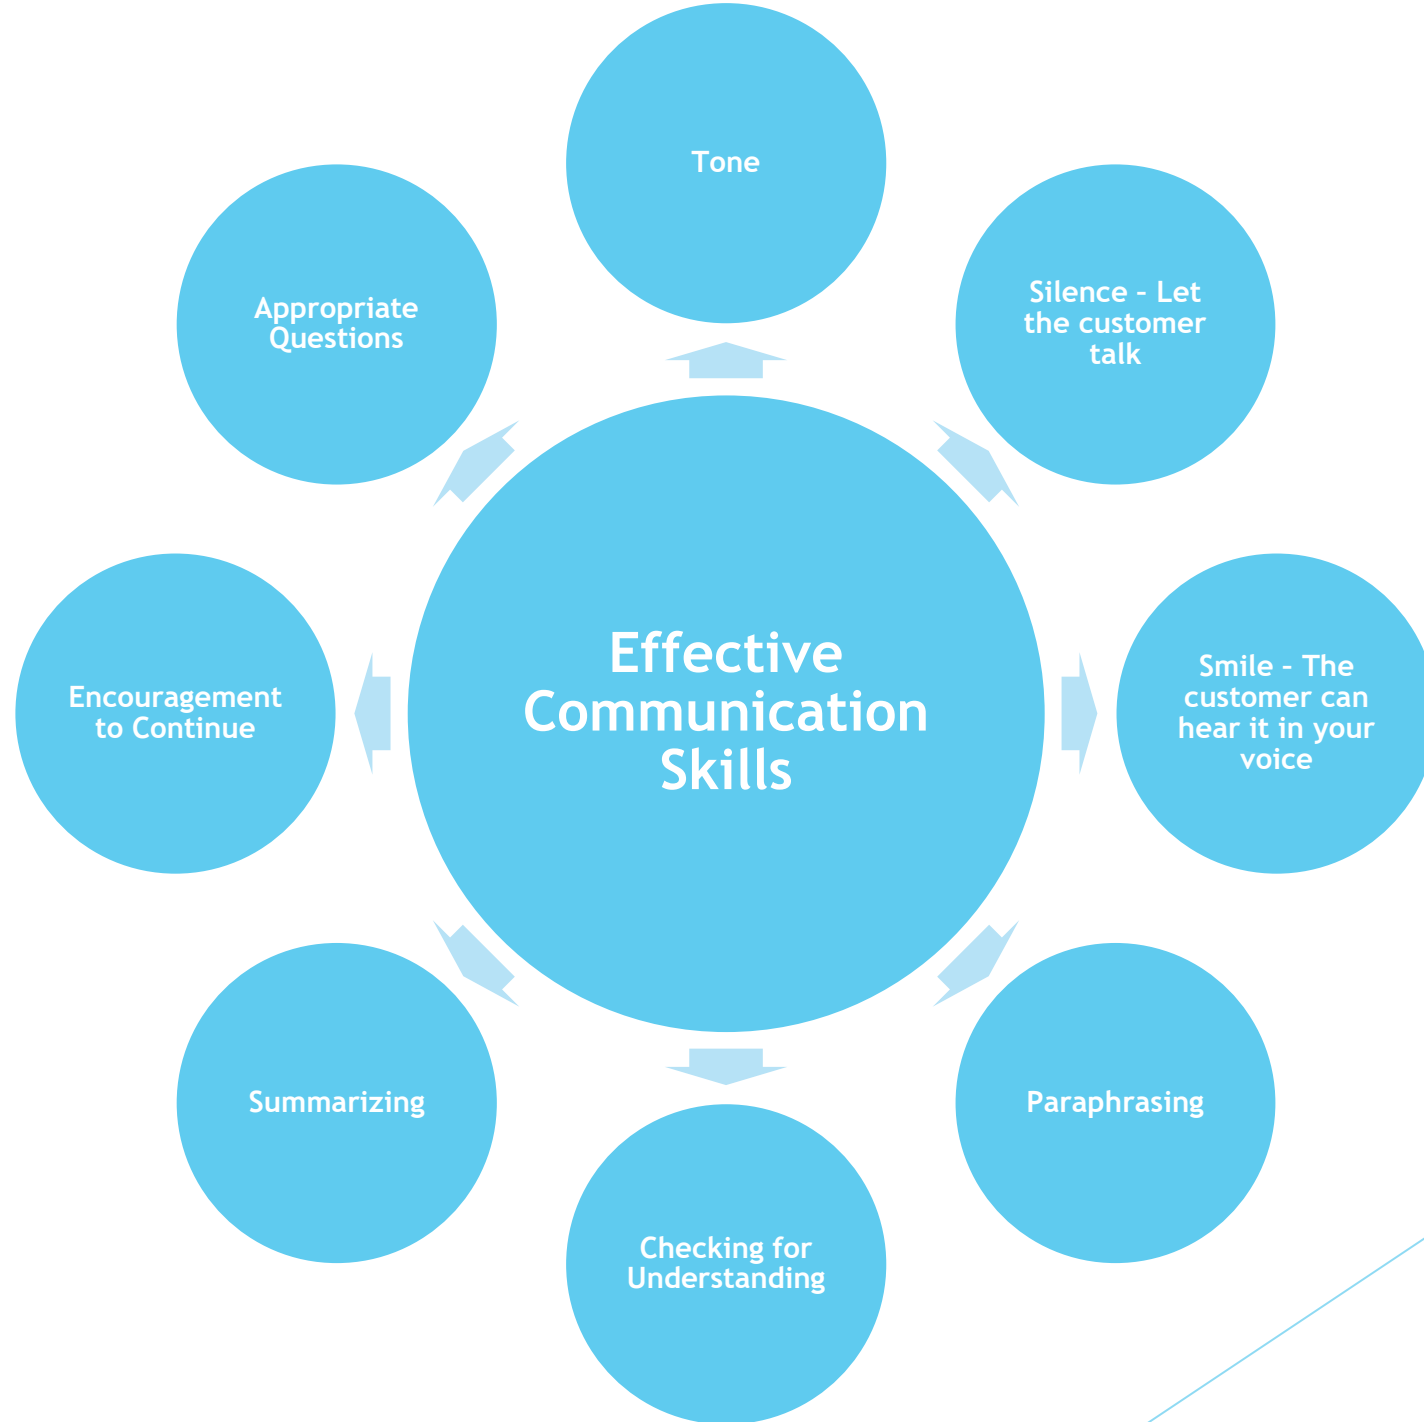 Tone
Silence - Let
the customer
talk
Smile - The
customer can
hear it in your
voice
Paraphrasing
Checking for
Understanding
Summarizing
Encouragement
to Continue
Appropriate
Questions
Effective
Communication
Skills